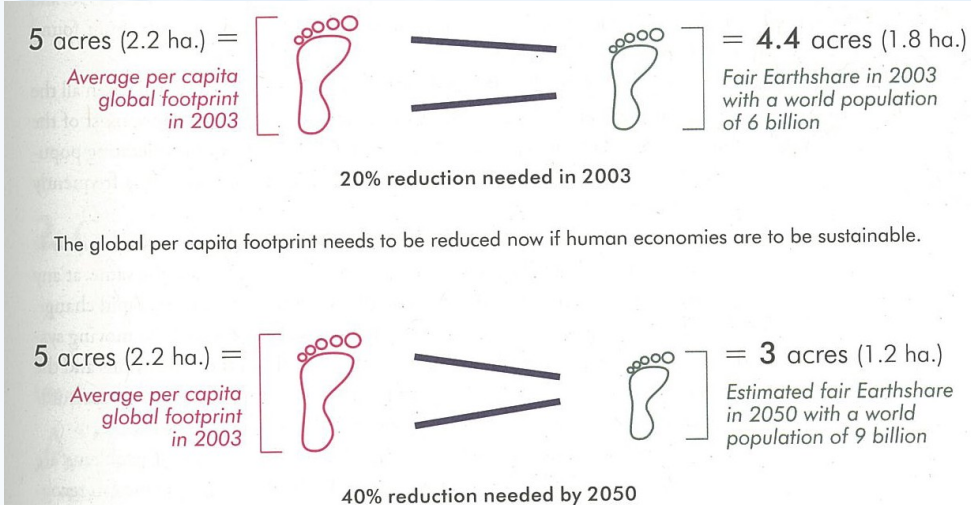 5 acres (2.2 ha.) =
Average per capita
global footprint
in 2003
= 4.4 acres (1.8 ha.)
Fair Earthshare in 2003
with a world population
of 6 billion
20% reduction needed in 2003
The global per capita footprint needs to be reduced now if human economies are to be sustainable.
5 acres (2.2 ha.) =
Average per capita
global footprint
in 2003
= 3 acres (1.2 ha.)
Estimated fair Earthshare
in 2050 with a world
population of 9 billion
40% reduction needed by 2050